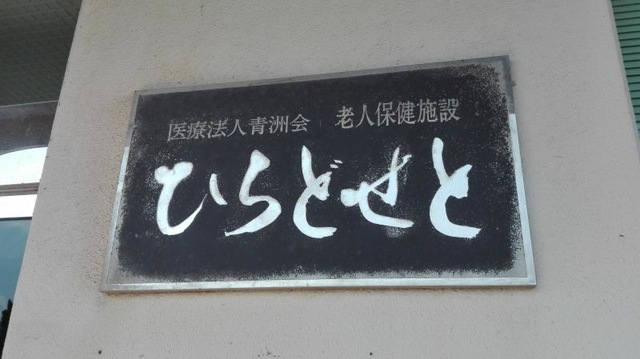 医療法人青洲会　老人保健施設
ひらどせと